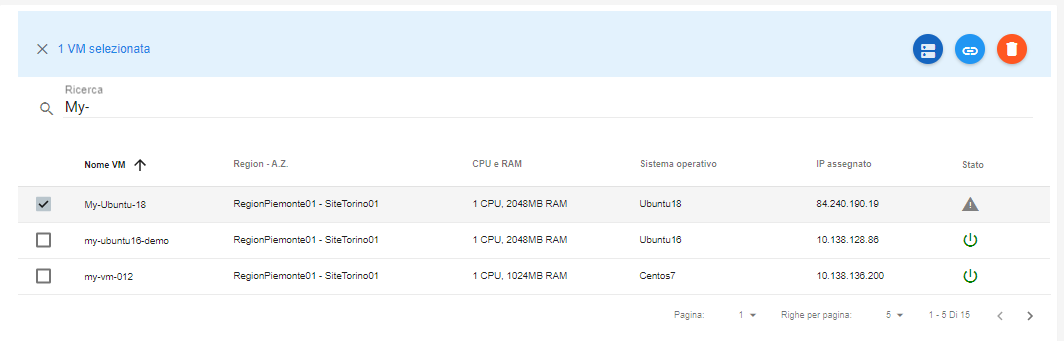 1 VM selezionata
Ricerca
My-
Nome VM Region - A.Z. CPU e RAM Sistema operativo IP assegnato Stato
My-Ubuntu-18 RegionPiemonte01 - SiteTorino01 1 CPU, 2048MB RAM Ubuntu18 84.240.190.19
my-ubuntu16-demo RegionPiemonte01 - SiteTorino01 1 CPU, 2048MB RAM Ubuntu16 10.138.128.86
my-vm-012 RegionPiemonte01 - SiteTorino01 1 CPU, 1024MB RAM Centos7 10.138.136.200
Pagina: 1 Righe per pagina: 5 1 - 5 Di 15